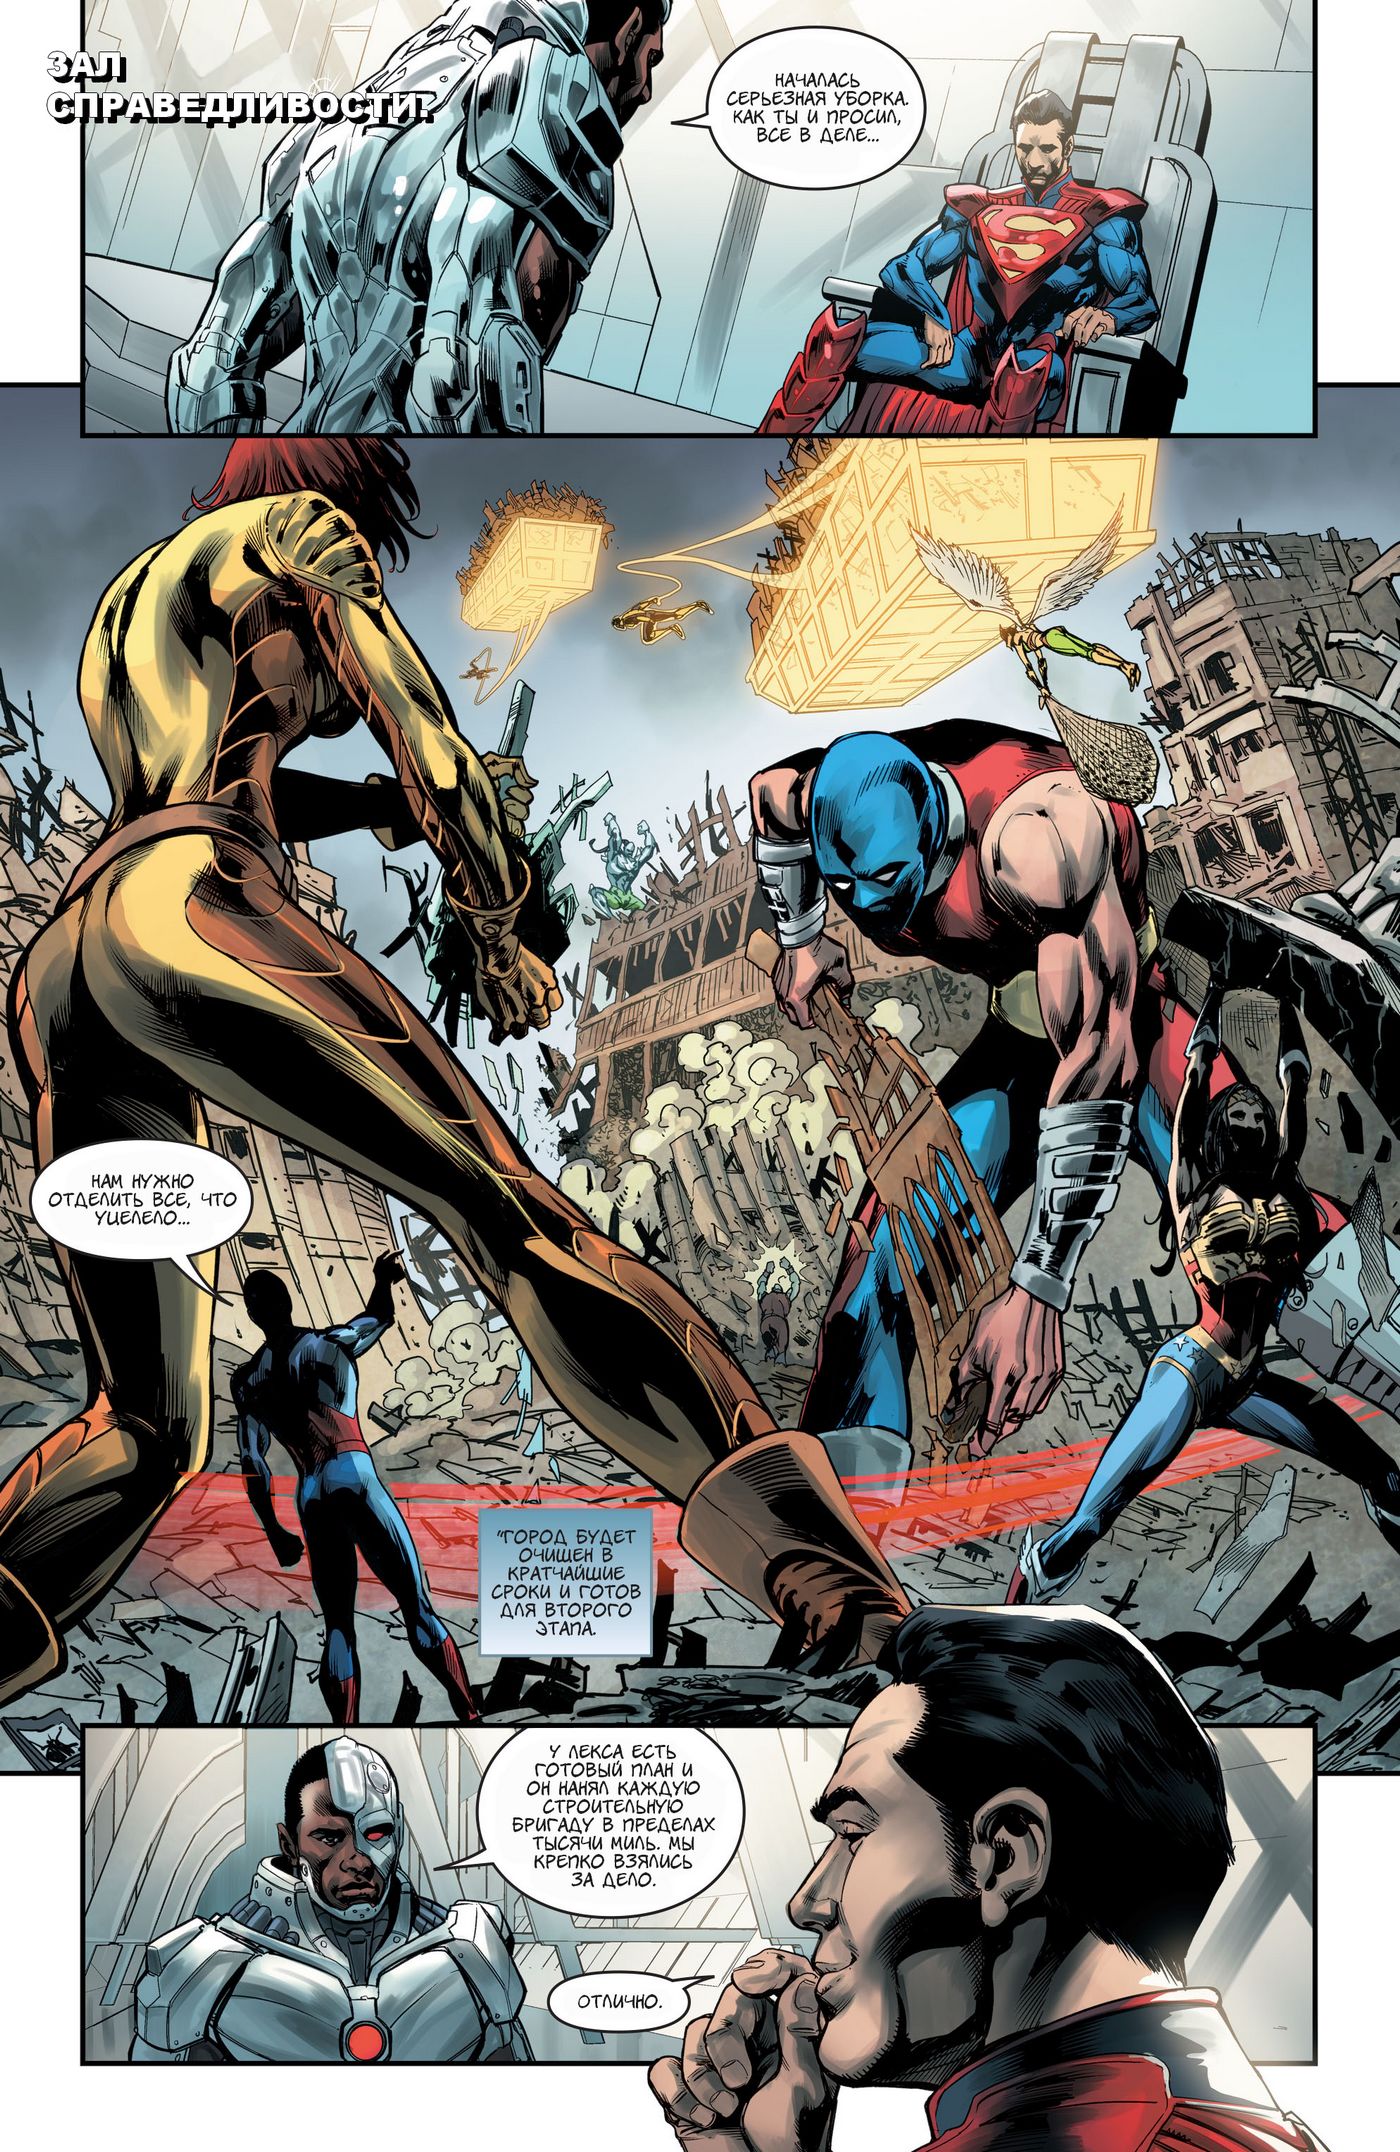 ЗАЛ
СПРАВЕДЛИВОСТИ.
НАЧАЛАСЬ
СЕРЬЕЗНАЯ УБОРКА.
КАК ТЫ И ПРОСИЛ,
ВСЕ В ДЕЛЕ...
НАМ НУЖНО
ОТДЕЛИТЬ ВСЕ, ЧТО
УЦЕЛЕЛО...
"ГОРОД БУДЕТ
ОЧИЩЕН В
КРАТЧАЙШИЕ
СРОКИ И ГОТОВ
ДЛЯ ВТОРОГО
ЭТАПА.
У ЛЕКСА ЕСТЬ
ГОТОВЫЙ ПЛАН И
ОН НАНЯЛ КАЖДУЮ
СТРОИТЕЛЬНУЮ
БРИГАДУ В ПРЕДЕЛАХ
ТЫСЯЧИ МИЛЬ. МЫ
КРЕПКО ВЗЯЛИСЬ
ЗА ДЕЛО.
ОТЛИЧНО.